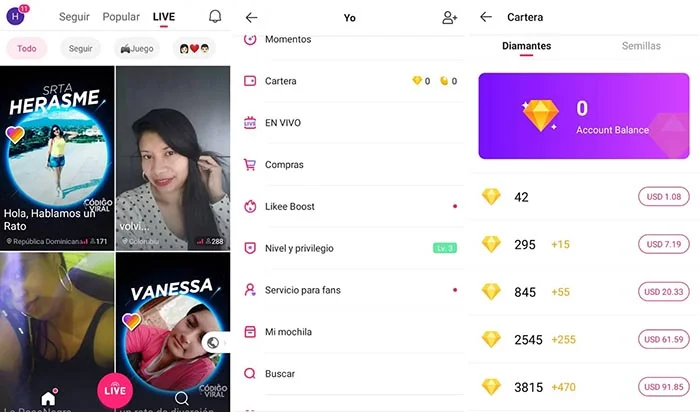 H
11
Seguir
Popular
LIVE
Todo
Seguir
Juego
SRTA
HERASME
CÓDIGO
VIRAL
Hola, Hablamos un
Rato
República Dominicana
171
volvi...
Colombia
288
VANESSA
CÓDIGO
VIRAL
LIVE
La RosaNegra
Un rato de diversión
Yo
Momentos
Cartera
0
0
LIVE
EN VIVO
Compras
Likee Boost
Nivel y privilegio
Lv. 3
Servicio para fans
Mi mochila
Buscar
Cartera
Diamantes
Semillas
0
Account Balance
42
USD 1.08
295 +15
USD 7.19
845 +55
USD 20.33
2545 +255
USD 61.59
3815 +470
USD 91.85